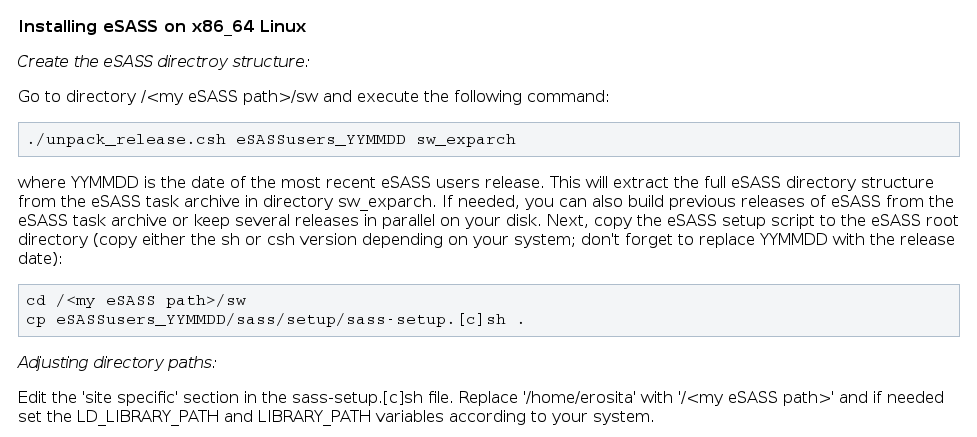 Installing eSASS on x86_64 Linux
Create the eSASS directroy structure:
Go to directory /<my eSASS path>/sw and execute the following command:
./unpack_release.csh eSASSusers_YYMMDD sw_exparch
where YYMMDD is the date of the most recent eSASS users release. This will extract the full eSASS directory structure
from the eSASS task archive in directory sw_exparch. If needed, you can also build previous releases of eSASS from the
eSASS task archive or keep several releases in parallel on your disk. Next, copy the eSASS setup script to the eSASS root
directory (copy either the sh or csh version depending on your system; don't forget to replace YYMMDD with the release
date):
cd /<my eSASS path>/sw
cp eSASSusers_YYMMDD/sass/setup/sass-setup.[c]sh .
Adjusting directory paths:
Edit the 'site specific' section in the sass-setup.[c]sh file. Replace '/home/erosita' with '/<my eSASS path>' and if needed
set the LD_LIBRARY_PATH and LIBRARY_PATH variables according to your system.